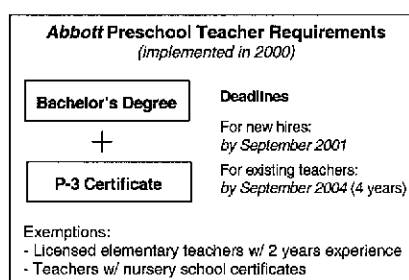 Abbott Preschool Teacher Requirements
(implemented in 2000)
Bachelor's Degree
+
P-3 Certificate
Deadlines
For new hires:
by September 2001
For existing teachers:
by September 2004 (4 years)
Exemptions:
- Licensed elementary teachers w/ 2 years experience
- Teachers w/ nursery school certificates